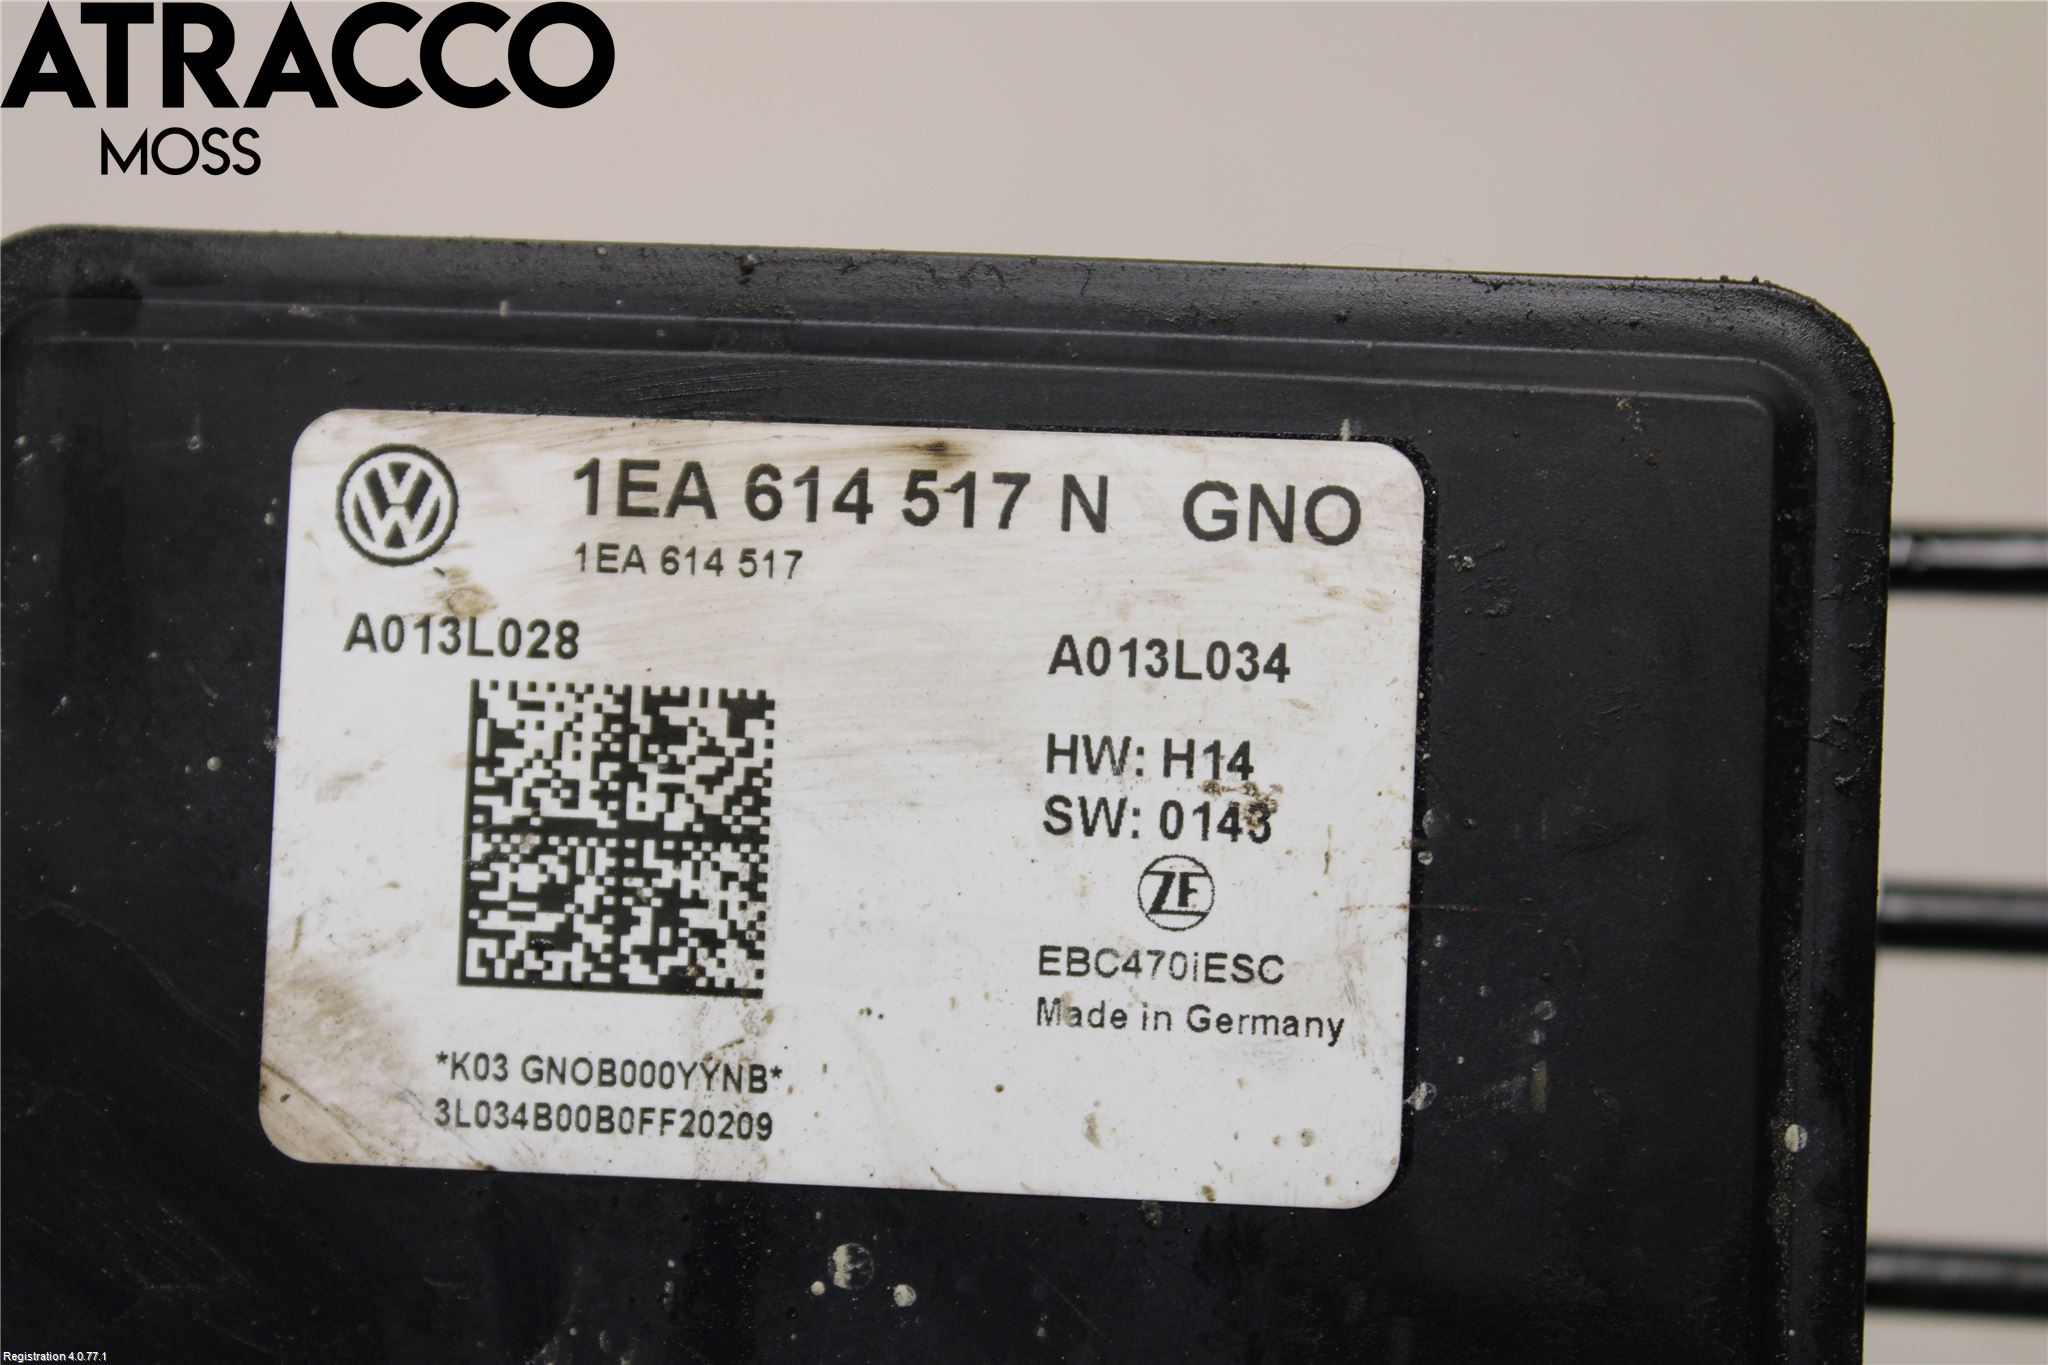 ATRACCO
MOSS
1EA 614 517 N GNO
1EA 614 517
A013L028
A013L034
HW: H14
SW: 0143
ZF
EBC470iESC
Made in Germany
*K03 GNOB000YYNB*
3L034B00B0FF20209
Registration 4.0.77.1